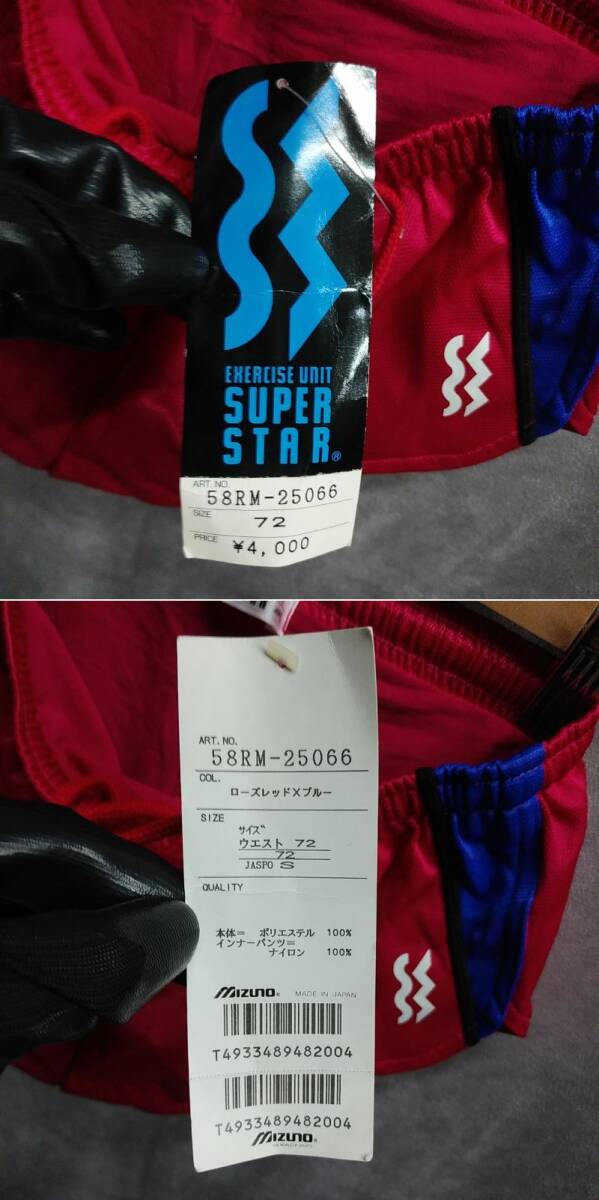 EXERCISE UNIT
SUPER
STAR®
ART. NO.
58RM-25066
SIZE
72
PRICE
¥4,000
ART. NO.
58RM-25066
COL.
ローズレッドXブルー
SIZE
サイズ
ウエスト 72
72
JASPO S
QUALITY
本体= ポリエステル 100%
インナーパンツ=
ナイロン 100%
MIZUNO® MADE IN JAPAN
T4933489482004
T4933489482004
MIZUNO®